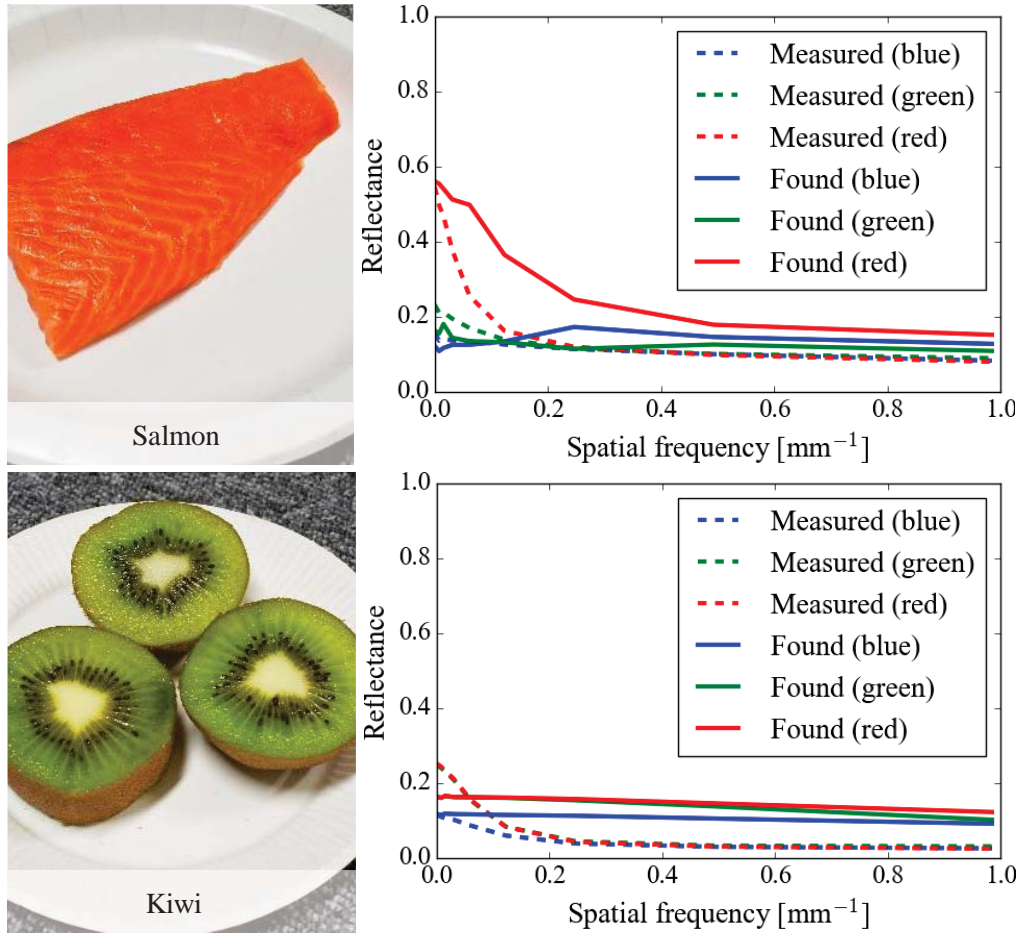 Salmon
1.0
0.8
0.6
0.4
0.2
0.0
Reflectance
Measured (blue)
Measured (green)
Measured (red)
Found (blue)
Found (green)
Found (red)
0.0 0.2 0.4 0.6 0.8 1.0
Spatial frequency [mm⁻¹]
Kiwi
1.0
0.8
0.6
0.4
0.2
0.0
Reflectance
Measured (blue)
Measured (green)
Measured (red)
Found (blue)
Found (green)
Found (red)
0.0 0.2 0.4 0.6 0.8 1.0
Spatial frequency [mm⁻¹]